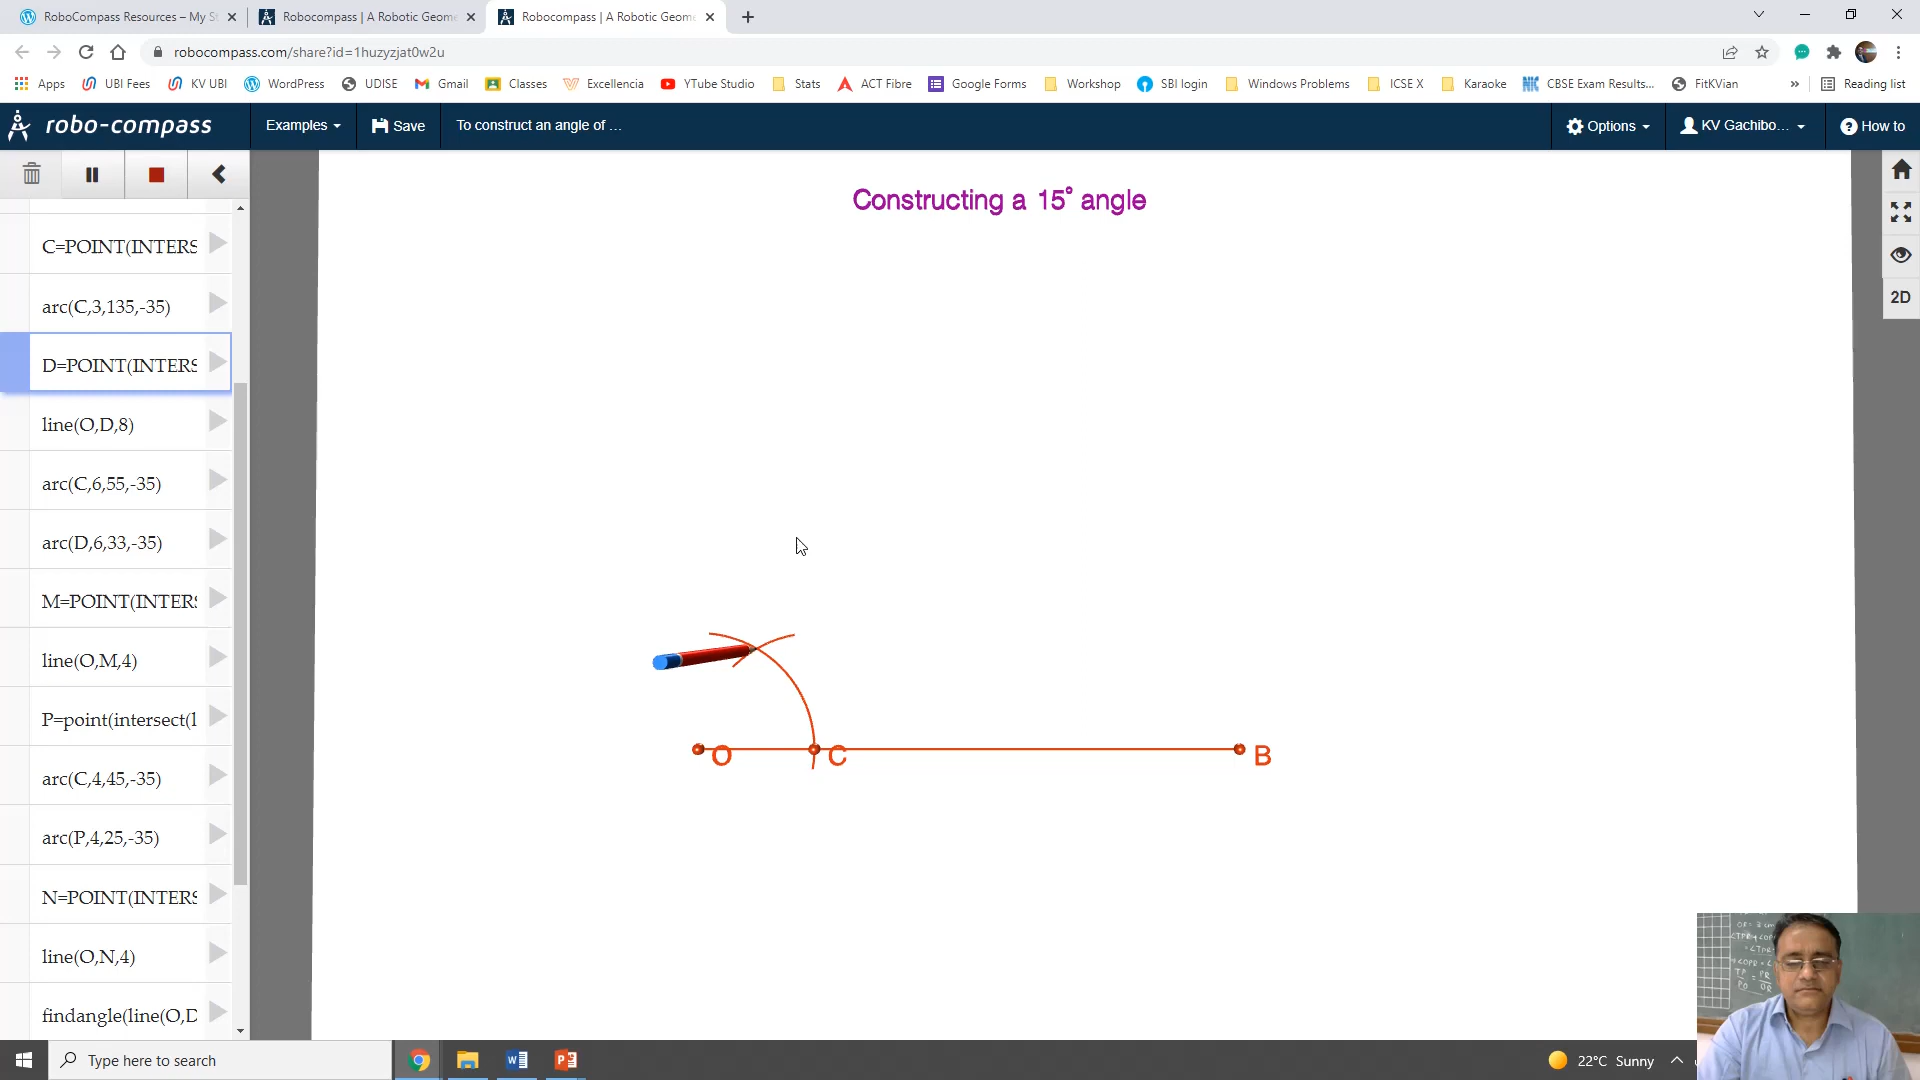 RoboCompass Resources – My St
Robocompass | A Robotic Geome
Robocompass | A Robotic Geome
robocompass.com/share?id=1huzyzjat0w2u
Apps
UBI Fees
KV UBI
WordPress
UDISE
Gmail
Classes
Excellencia
YTube Studio
Stats
ACT Fibre
Google Forms
Workshop
SBI login
Windows Problems
ICSE X
Karaoke
CBSE Exam Results...
FitKVian
»
Reading list
robo-compass
Examples
Save
To construct an angle of ...
Options
KV Gachibo...
How to
Constructing a 15° angle
2D
C=POINT(INTERS
arc(C,3,135,-35)
D=POINT(INTERS
line(O,D,8)
arc(C,6,55,-35)
arc(D,6,33,-35)
M=POINT(INTERS
line(O,M,4)
P=point(intersect(l
arc(C,4,45,-35)
arc(P,4,25,-35)
N=POINT(INTERS
line(O,N,4)
findangle(line(O,D
O
C
B
Type here to search
22°C Sunny